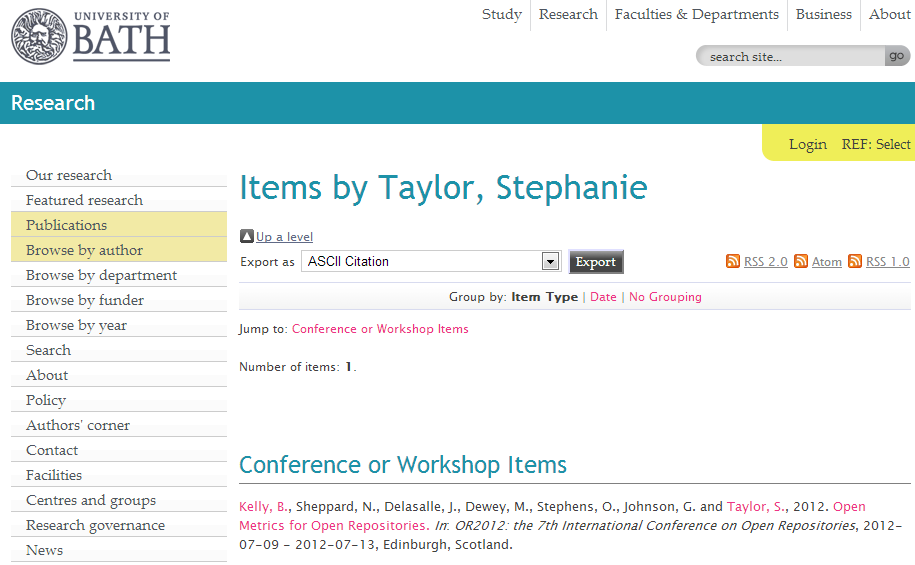 UNIVERSITY OF
BATH
Study Research Faculties & Departments Business About
search site... go
Research
Login REF: Select
Our research
Featured research
Publications
Browse by author
Browse by department
Browse by funder
Browse by year
Search
About
Policy
Authors' corner
Contact
Facilities
Centres and groups
Research governance
News
Items by Taylor, Stephanie
Up a level
Export as ASCII Citation Export RSS 2.0 Atom RSS 1.0
Group by: Item Type | Date | No Grouping
Jump to: Conference or Workshop Items
Number of items: 1.
Conference or Workshop Items
Kelly, B., Sheppard, N., Delasalle, J., Dewey, M., Stephens, O., Johnson, G. and Taylor, S., 2012. Open
Metrics for Open Repositories. In: OR2012: the 7th International Conference on Open Repositories, 2012-
07-09 - 2012-07-13, Edinburgh, Scotland.